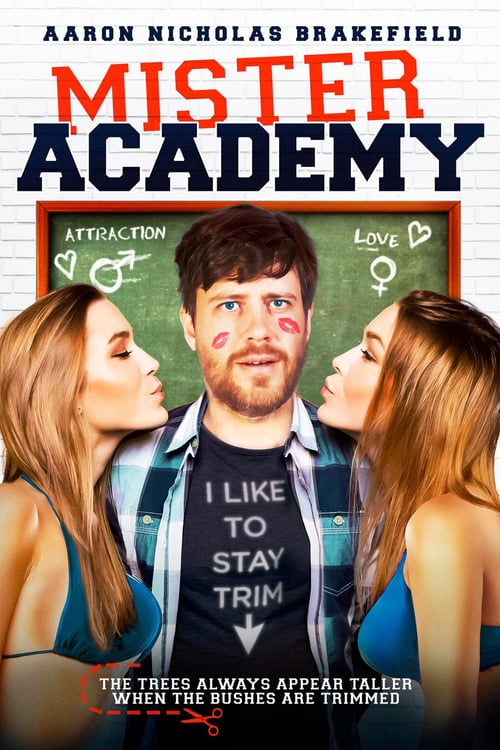 AARON NICHOLAS BRAKEFIELD
MISTER
ACADEMY
ATTRACTION
LOVE
I LIKE
TO
STAY
TRIM
THE TREES ALWAYS APPEAR TALLER
WHEN THE BUSHES ARE TRIMMED